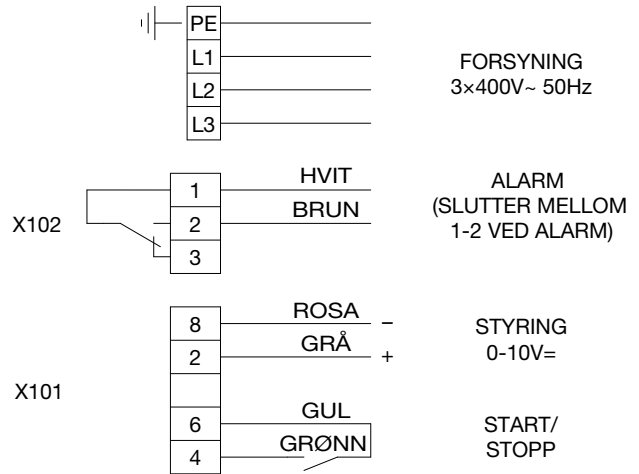 PE
L1
L2
L3
FORSYNING
3×400V~ 50Hz
X102
1
2
3
HVIT
BRUN
ALARM
(SLUTTER MELLOM
1-2 VED ALARM)
X101
8
2
6
4
ROSA –
GRÅ +
GUL
GRØNN
STYRING
0-10V=
START/
STOPP